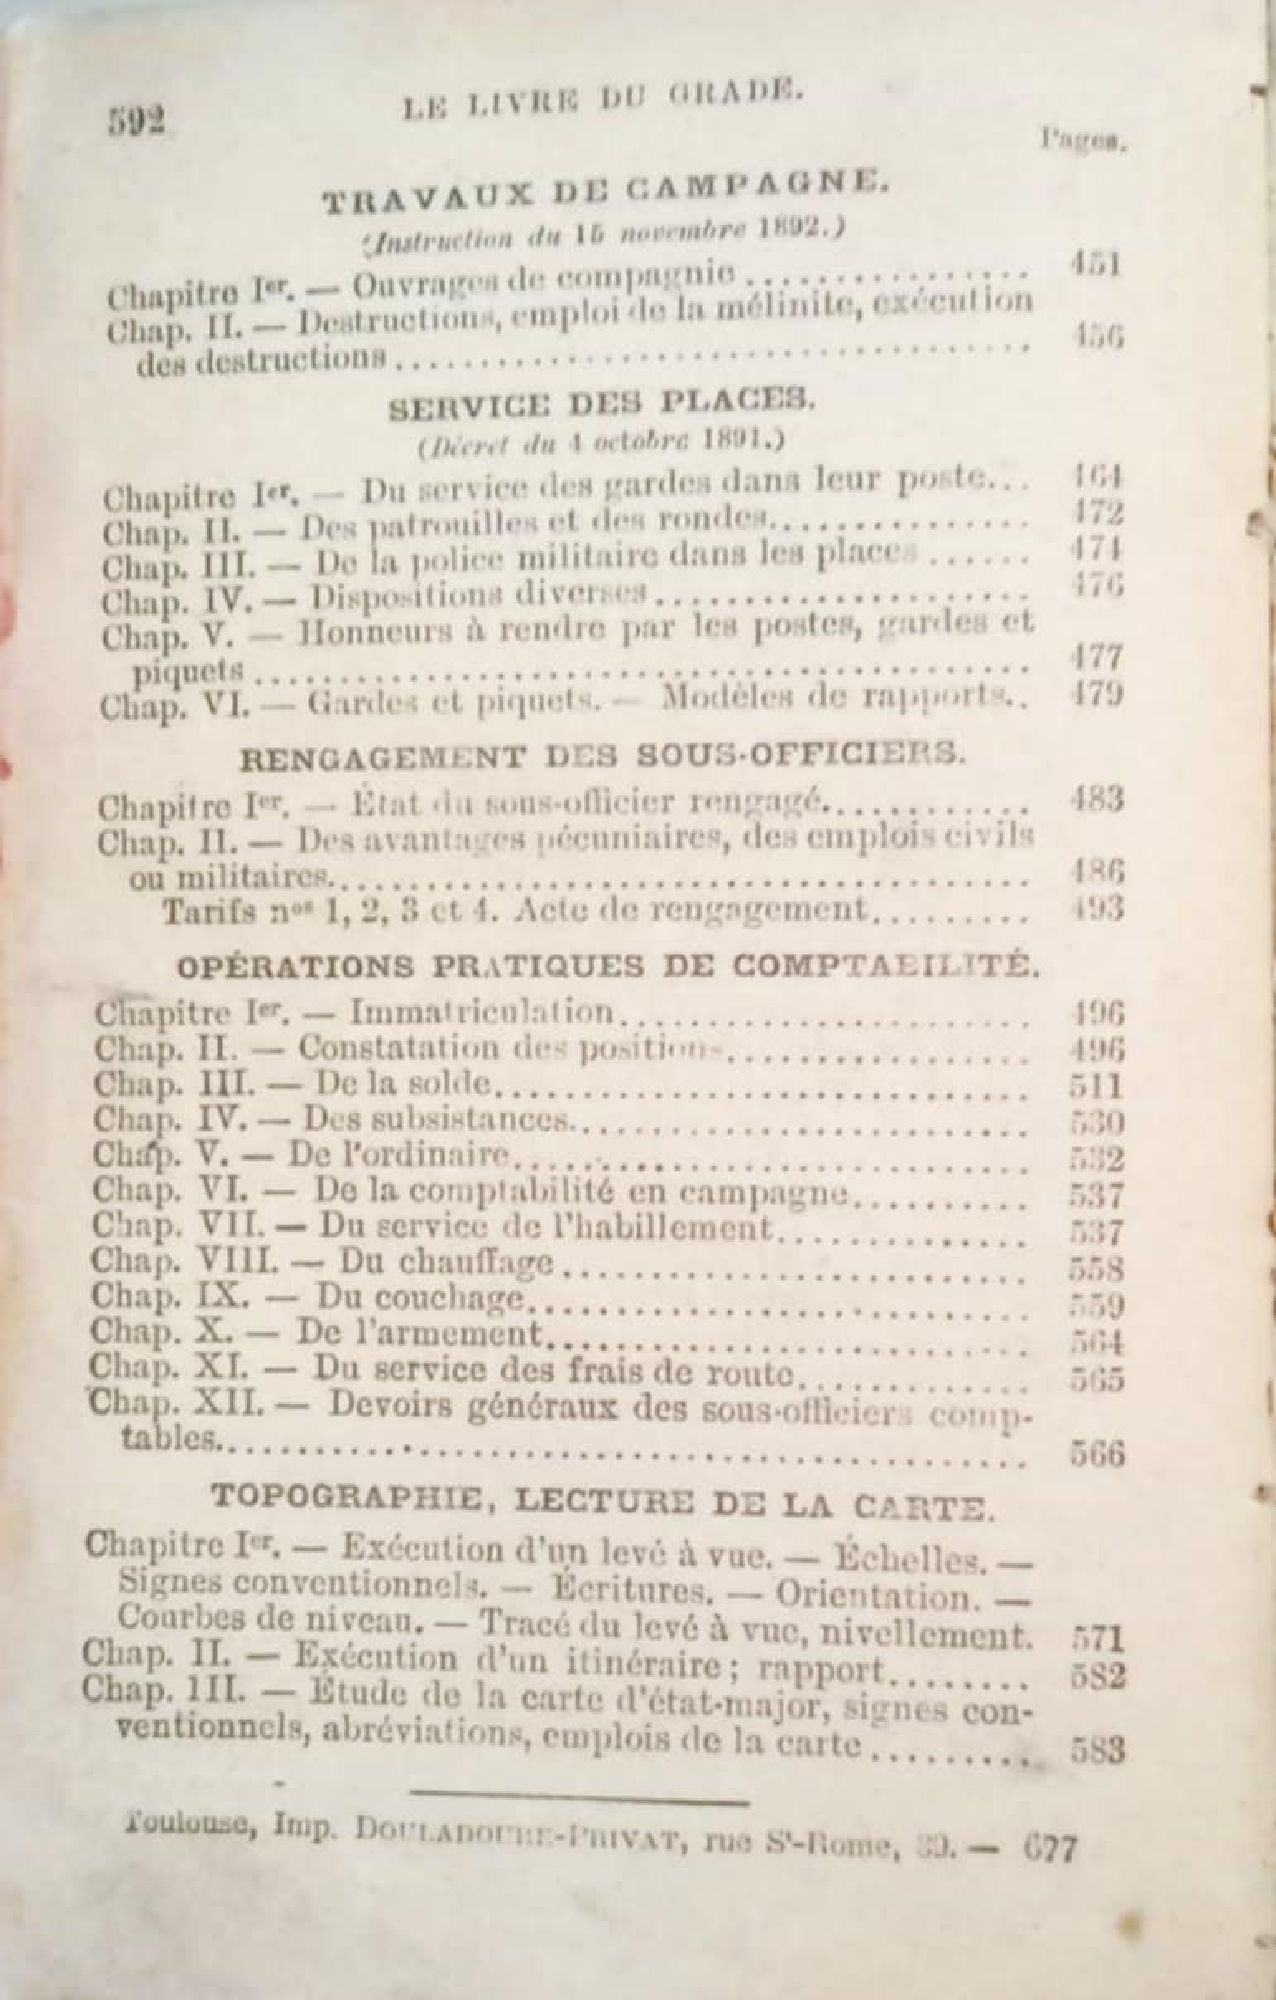 592 LE LIVRE DU GRADÉ.
Pages.
TRAVAUX DE CAMPAGNE.
(Instruction du 15 novembre 1892.)
Chapitre Ier. — Ouvrages de compagnie ................ 451
Chap. II. — Destructions, emploi de la mélinite, exécution
des destructions .................................... 456
SERVICE DES PLACES.
(Décret du 4 octobre 1891.)
Chapitre Ier. — Du service des gardes dans leur poste... 464
Chap. II. — Des patrouilles et des rondes............... 472
Chap. III. — De la police militaire dans les places ...... 474
Chap. IV. — Dispositions diverses ..................... 476
Chap. V. — Honneurs à rendre par les postes, gardes et
piquets ............................................ 477
Chap. VI. — Gardes et piquets. — Modèles de rapports.. 479
RENGAGEMENT DES SOUS-OFFICIERS.
Chapitre Ier. — État du sous-officier rengagé............ 483
Chap. II. — Des avantages pécuniaires, des emplois civils
ou militaires........................................ 486
Tarifs nos 1, 2, 3 et 4. Acte de rengagement......... 493
OPÉRATIONS PRATIQUES DE COMPTABILITÉ.
Chapitre Ier. — Immatriculation....................... 496
Chap. II. — Constatation des positions................. 496
Chap. III. — De la solde.............................. 511
Chap. IV. — Des subsistances.......................... 530
Chap. V. — De l'ordinaire............................. 532
Chap. VI. — De la comptabilité en campagne.......... 537
Chap. VII. — Du service de l'habillement.............. 537
Chap. VIII. — Du chauffage .......................... 558
Chap. IX. — Du couchage............................ 559
Chap. X. — De l'armement........................... 564
Chap. XI. — Du service des frais de route............. 565
Chap. XII. — Devoirs généraux des sous-officiers comp-
tables.............................................. 566
TOPOGRAPHIE, LECTURE DE LA CARTE.
Chapitre Ier. — Exécution d'un levé à vue. — Échelles. —
Signes conventionnels. — Écritures. — Orientation. —
Courbes de niveau. — Tracé du levé à vue, nivellement. 571
Chap. II. — Exécution d'un itinéraire ; rapport........ 582
Chap. III. — Étude de la carte d'état-major, signes con-
ventionnels, abréviations, emplois de la carte ......... 583
Toulouse, Imp. DOULADOURE-PRIVAT, rue St-Rome, 39. — 677